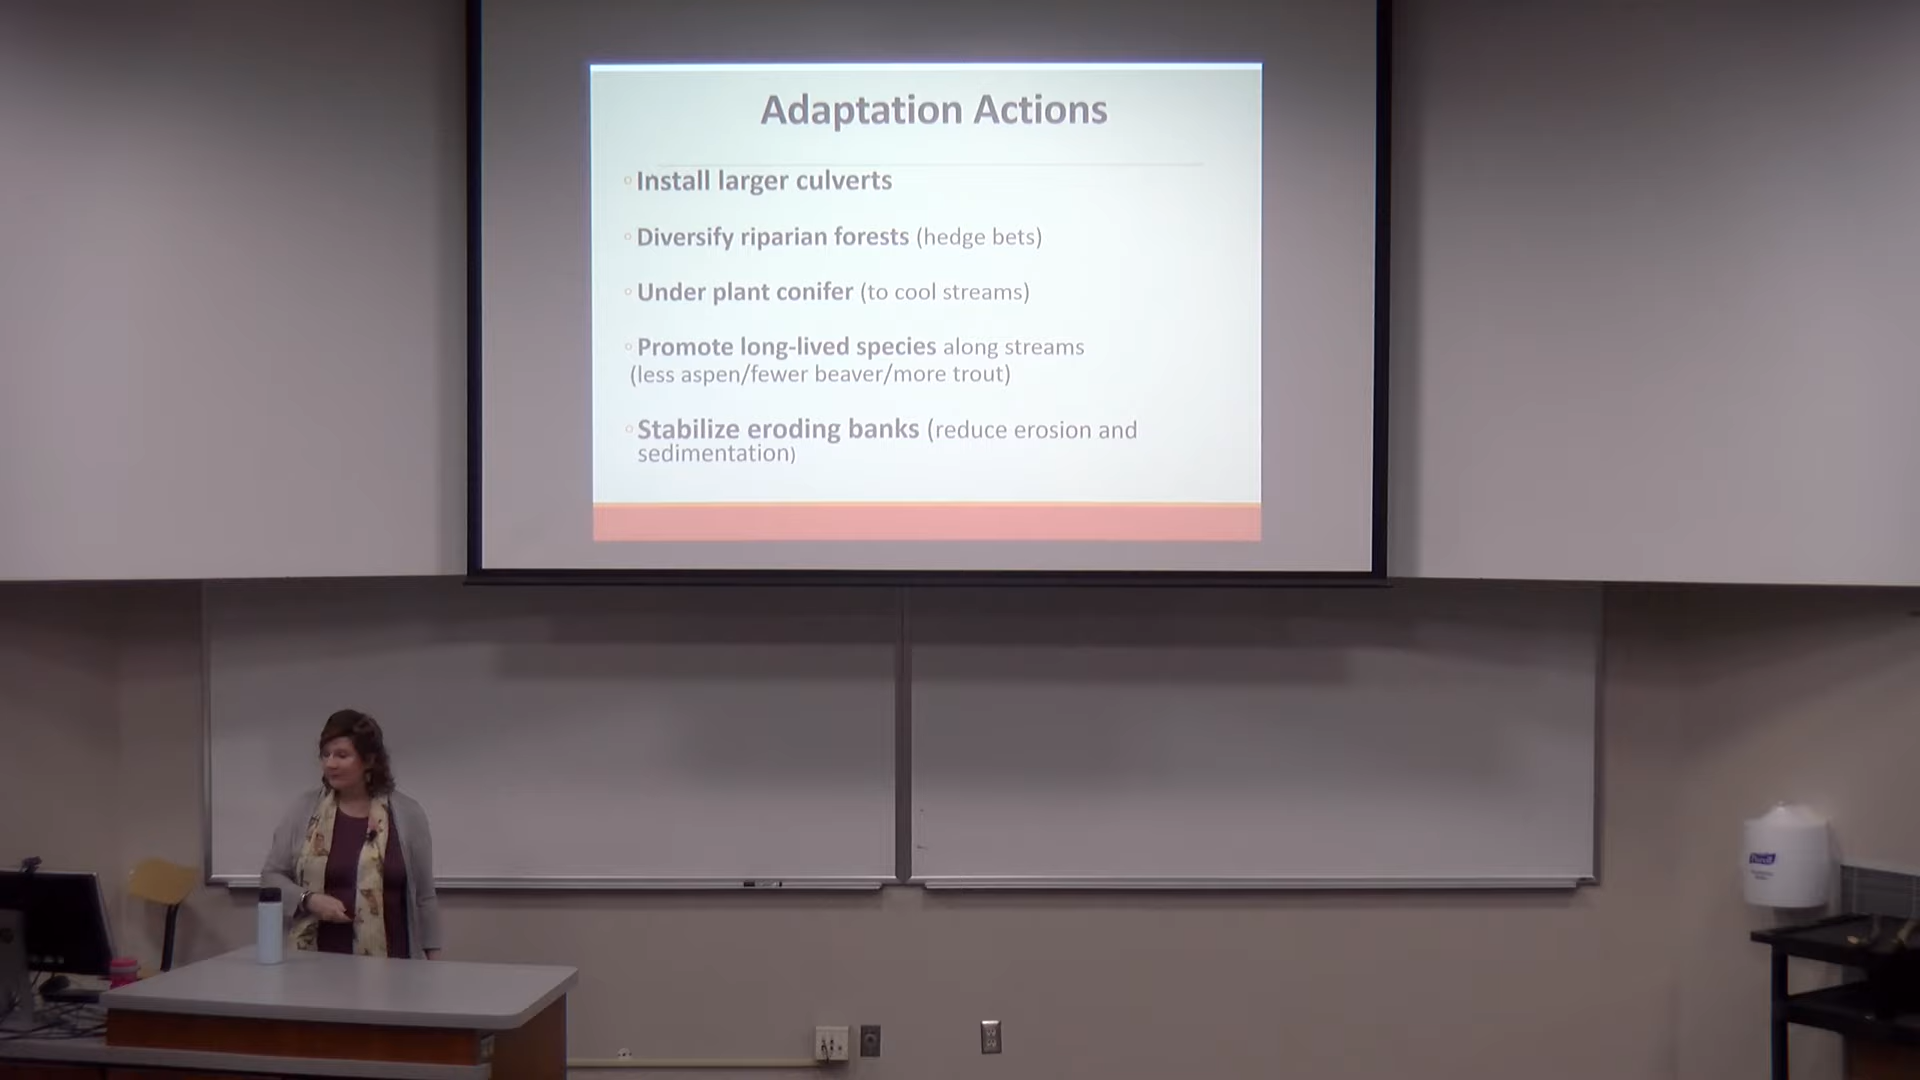 Adaptation Actions
Install larger culverts
Diversify riparian forests (hedge bets)
Under plant conifer (to cool streams)
Promote long-lived species along streams
(less aspen/fewer beaver/more trout)
Stabilize eroding banks (reduce erosion and
sedimentation)